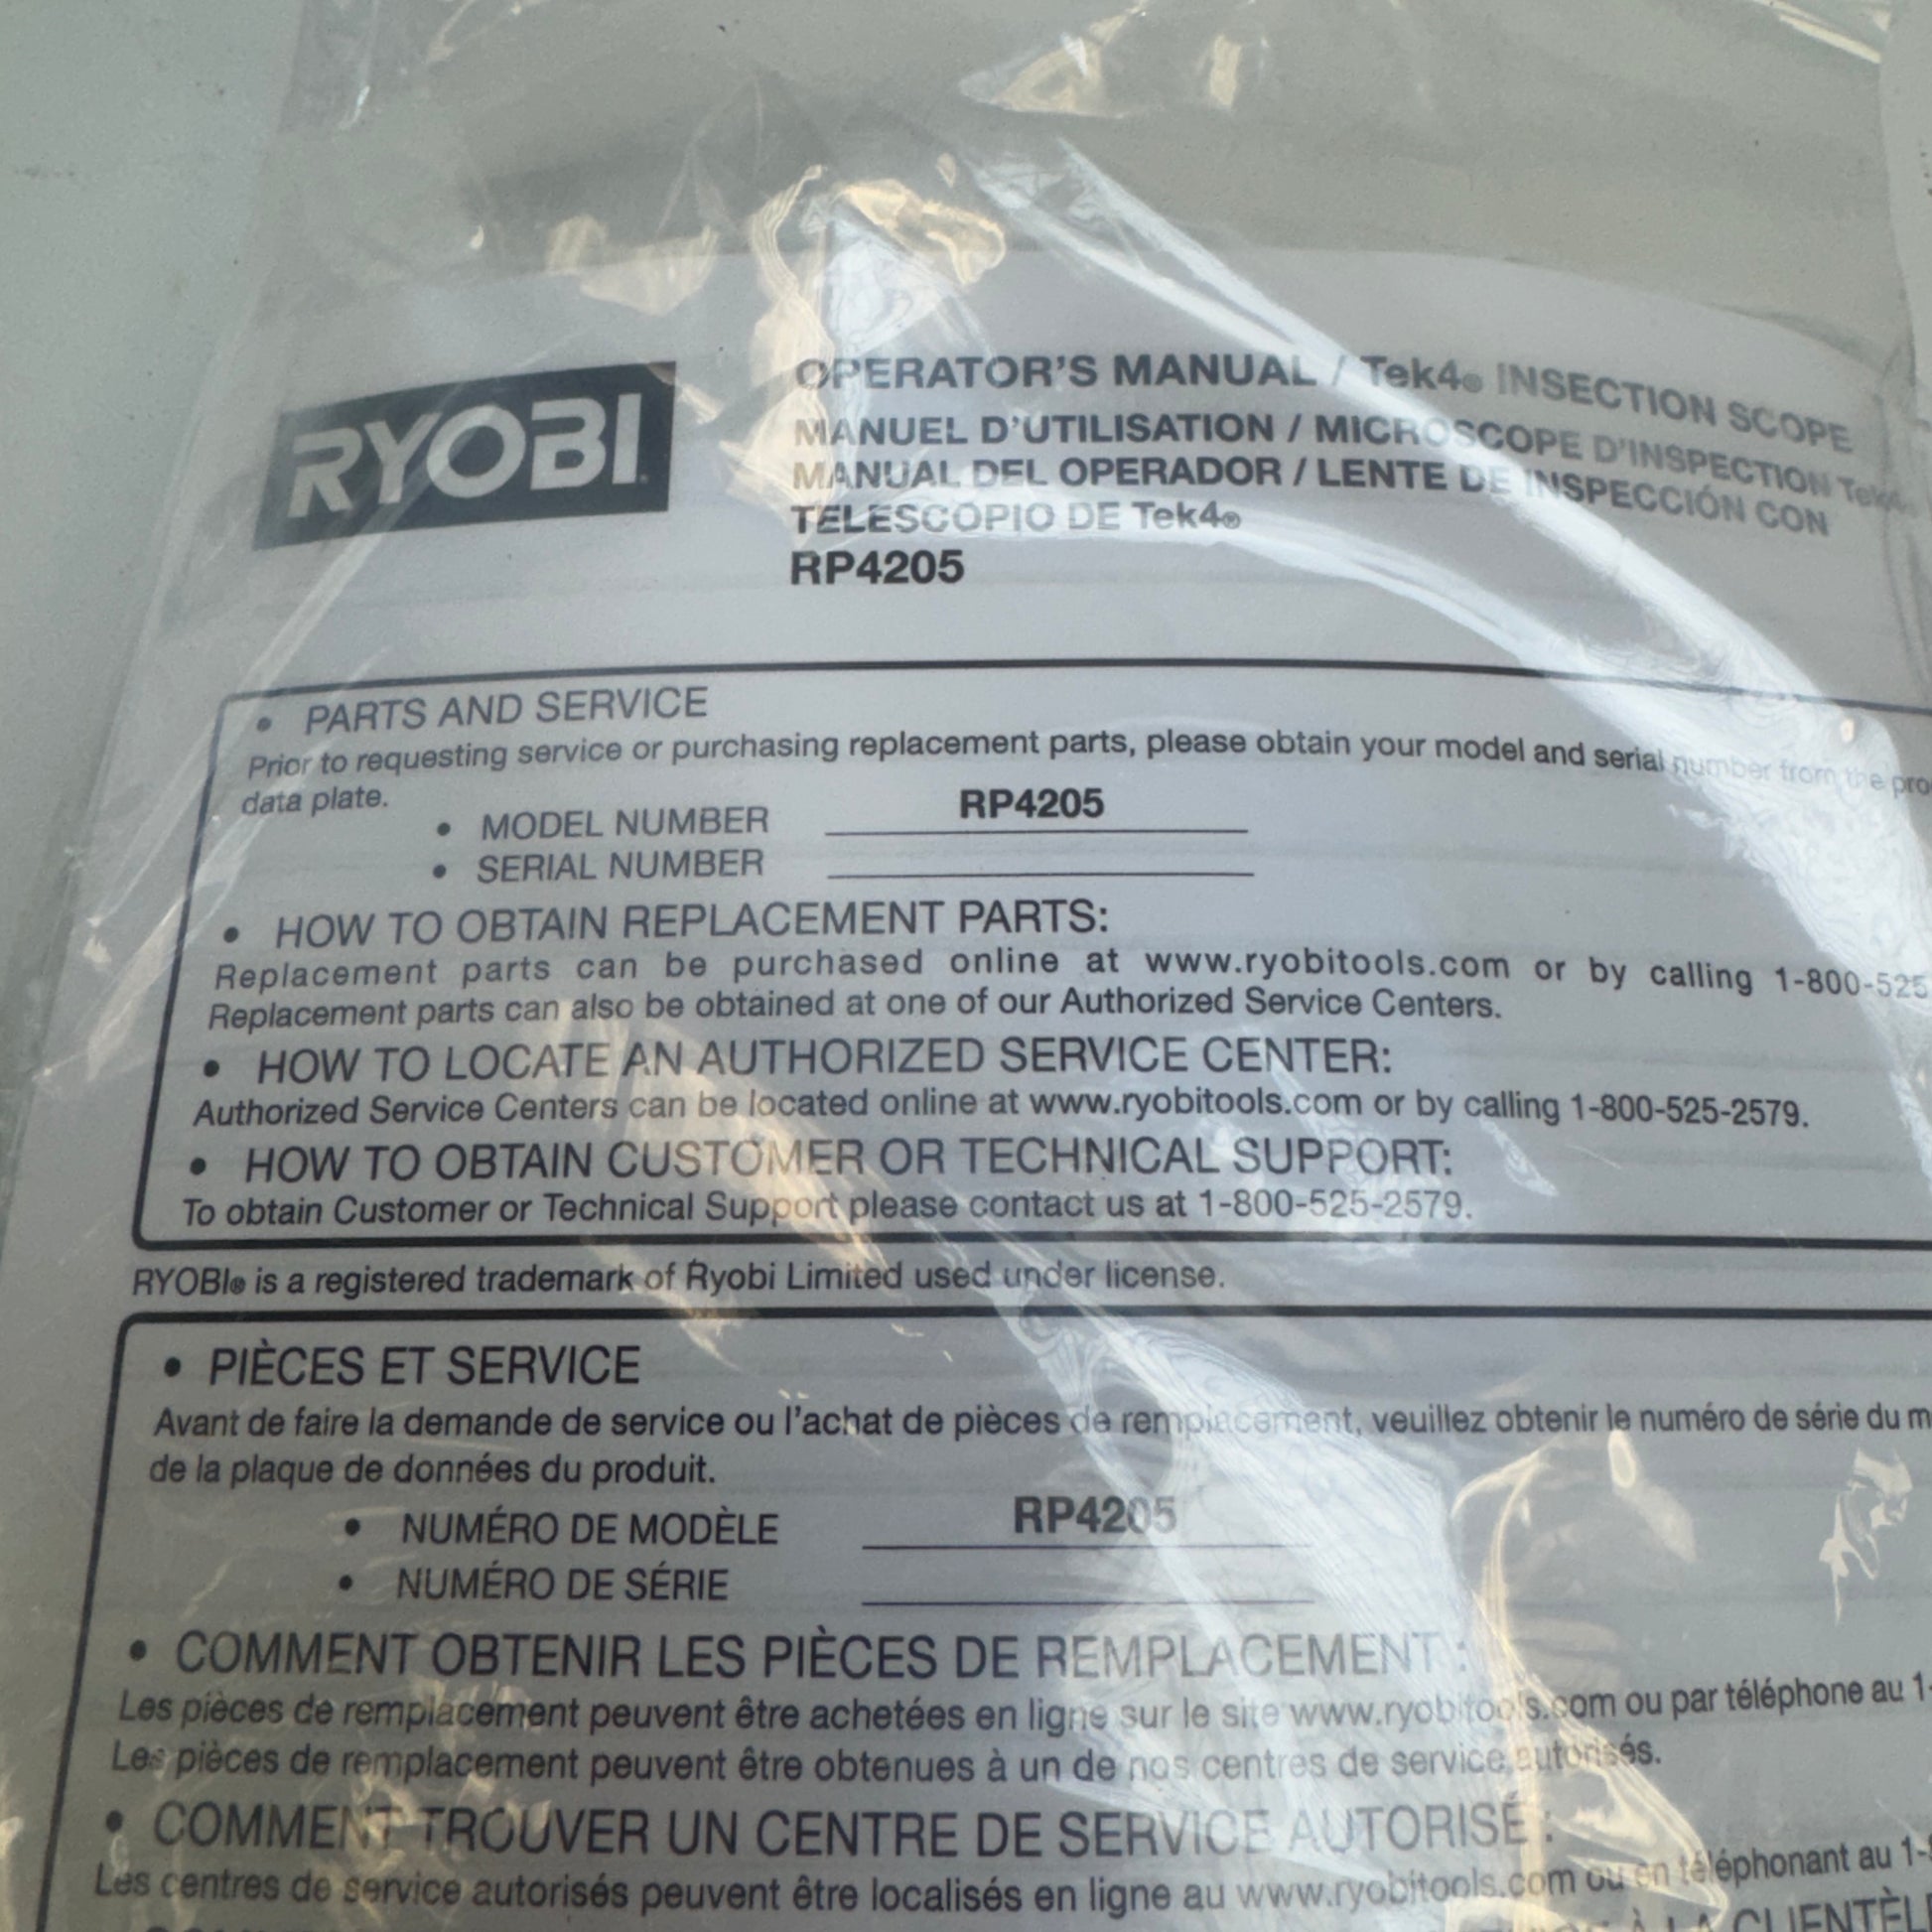 RYOBI
OPERATOR'S MANUAL / Tek4® INSECTION SCOPE
MANUEL D'UTILISATION / MICROSCOPE D'INSPECTION Tek4
MANUAL DEL OPERADOR / LENTE DE INSPECCIÓN CON
TELESCOPIO DE Tek4®
RP4205
• PARTS AND SERVICE
Prior to requesting service or purchasing replacement parts, please obtain your model and serial number from the pro
data plate.
• MODEL NUMBER RP4205
• SERIAL NUMBER
• HOW TO OBTAIN REPLACEMENT PARTS:
Replacement parts can be purchased online at www.ryobitools.com or by calling 1-800-525
Replacement parts can also be obtained at one of our Authorized Service Centers.
• HOW TO LOCATE AN AUTHORIZED SERVICE CENTER:
Authorized Service Centers can be located online at www.ryobitools.com or by calling 1-800-525-2579.
• HOW TO OBTAIN CUSTOMER OR TECHNICAL SUPPORT:
To obtain Customer or Technical Support please contact us at 1-800-525-2579.
RYOBI® is a registered trademark of Ryobi Limited used under license.
• PIÈCES ET SERVICE
Avant de faire la demande de service ou l'achat de pièces de remplacement, veuillez obtenir le numéro de série du m
de la plaque de données du produit.
• NUMÉRO DE MODÈLE RP4205
• NUMÉRO DE SÉRIE
• COMMENT OBTENIR LES PIÈCES DE REMPLACEMENT :
Les pièces de remplacement peuvent être achetées en ligne sur le site www.ryobitools.com ou par téléphone au 1-
Les pièces de remplacement peuvent être obtenues à un de nos centres de service autorisés.
• COMMENT TROUVER UN CENTRE DE SERVICE AUTORISÉ :
Les centres de service autorisés peuvent être localisés en ligne au www.ryobitools.com ou en téléphonant au 1-
À LA CLIENTÈL